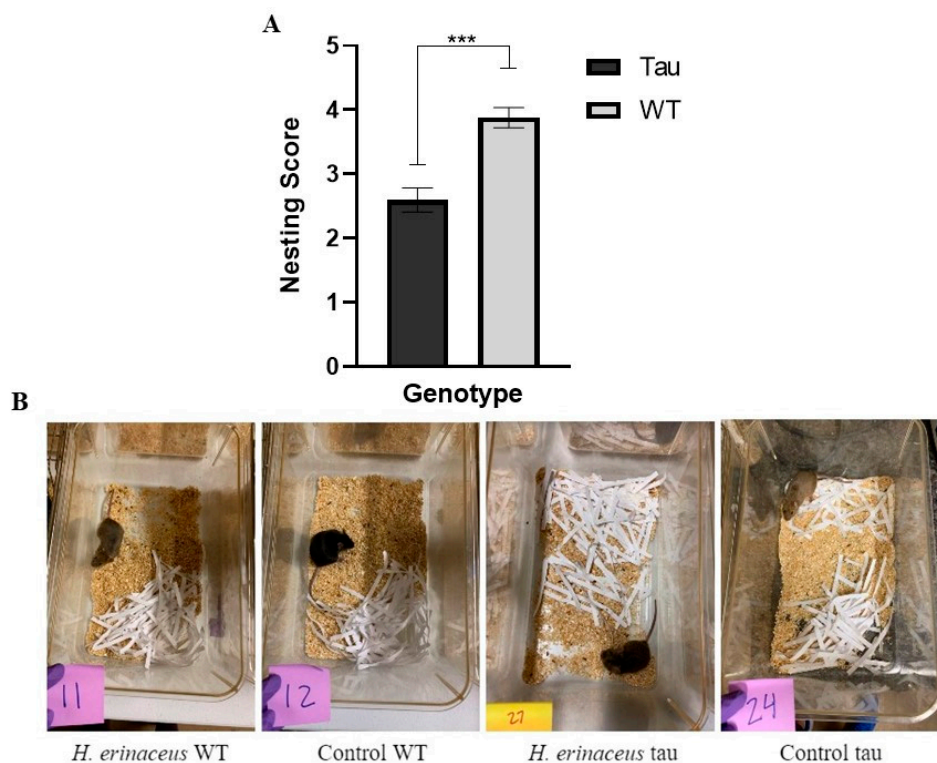 A
***
5
4
3
2
1
0
Nesting Score
Genotype
Tau
WT
B
11
12
27
24
H. erinaceus WT
Control WT
H. erinaceus tau
Control tau